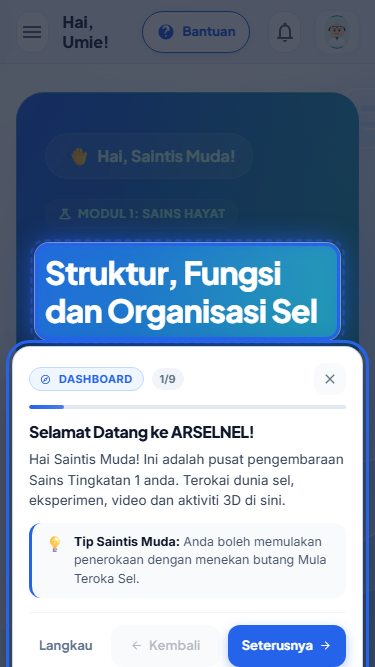 Hai,
Umie!
Bantuan
Hai, Saintis Muda!
MODUL 1: SAINS HAYAT
Struktur, Fungsi
dan Organisasi Sel
DASHBOARD
1/9
Selamat Datang ke ARSELNEL!
Hai Saintis Muda! Ini adalah pusat pengembaraan
Sains Tingkatan 1 anda. Terokai dunia sel,
eksperimen, video dan aktiviti 3D di sini.
Tip Saintis Muda: Anda boleh memulakan
penerokaan dengan menekan butang Mula
Teroka Sel.
Langkau
Kembali
Seterusnya